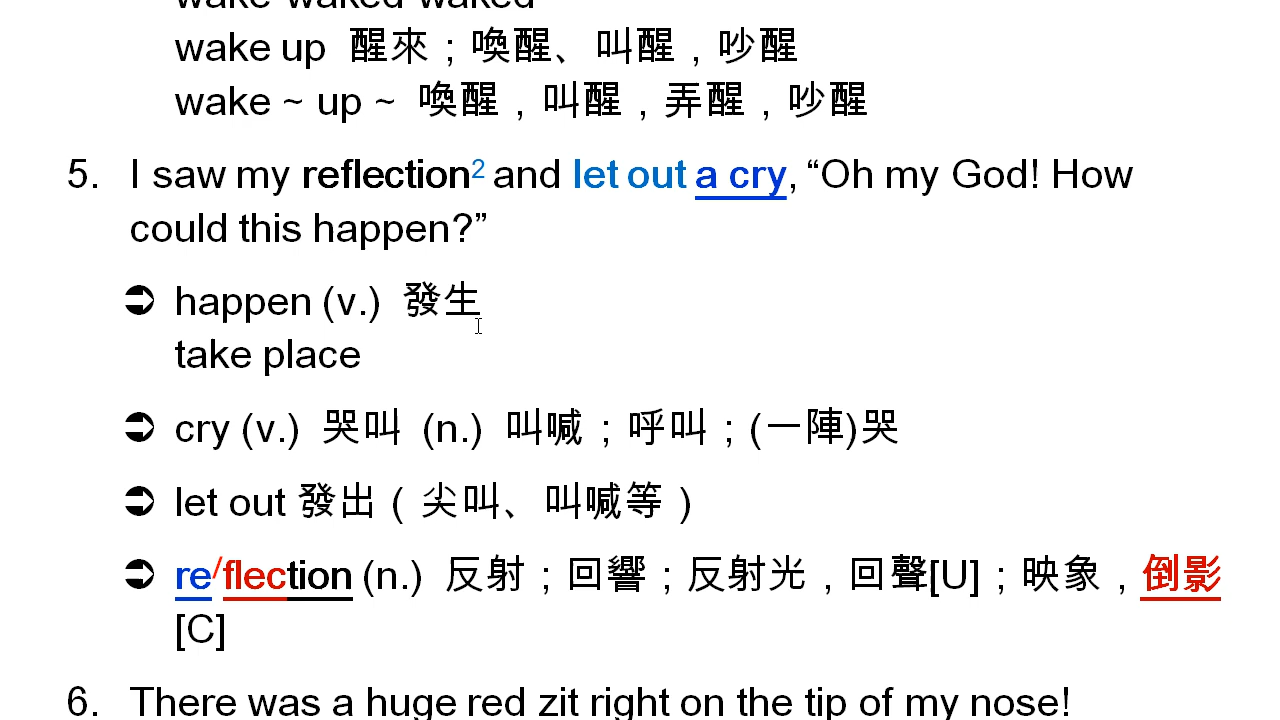 wake-waked-waked
wake up 醒來；喚醒、叫醒，吵醒
wake ~ up ~ 喚醒，叫醒，弄醒，吵醒
5. I saw my reflection2 and let out a cry, “Oh my God! How
could this happen?”
➲ happen (v.) 發生
take place
➲ cry (v.) 哭叫 (n.) 叫喊；呼叫；(一陣)哭
➲ let out 發出（尖叫、叫喊等）
➲ re/flection (n.) 反射；回響；反射光，回聲[U]；映象，倒影
[C]
6. There was a huge red zit right on the tip of my nose!